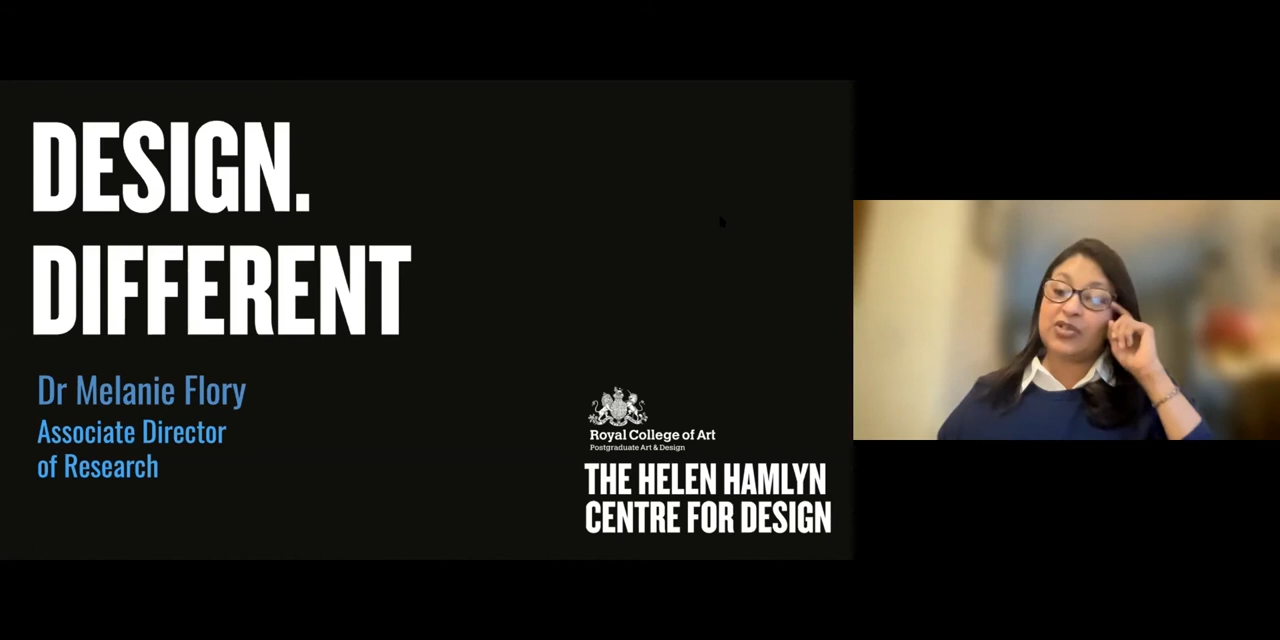 DESIGN.
DIFFERENT
Dr Melanie Flory
Associate Director
of Research
Royal College of Art
Postgraduate Art & Design
THE HELEN HAMLYN
CENTRE FOR DESIGN